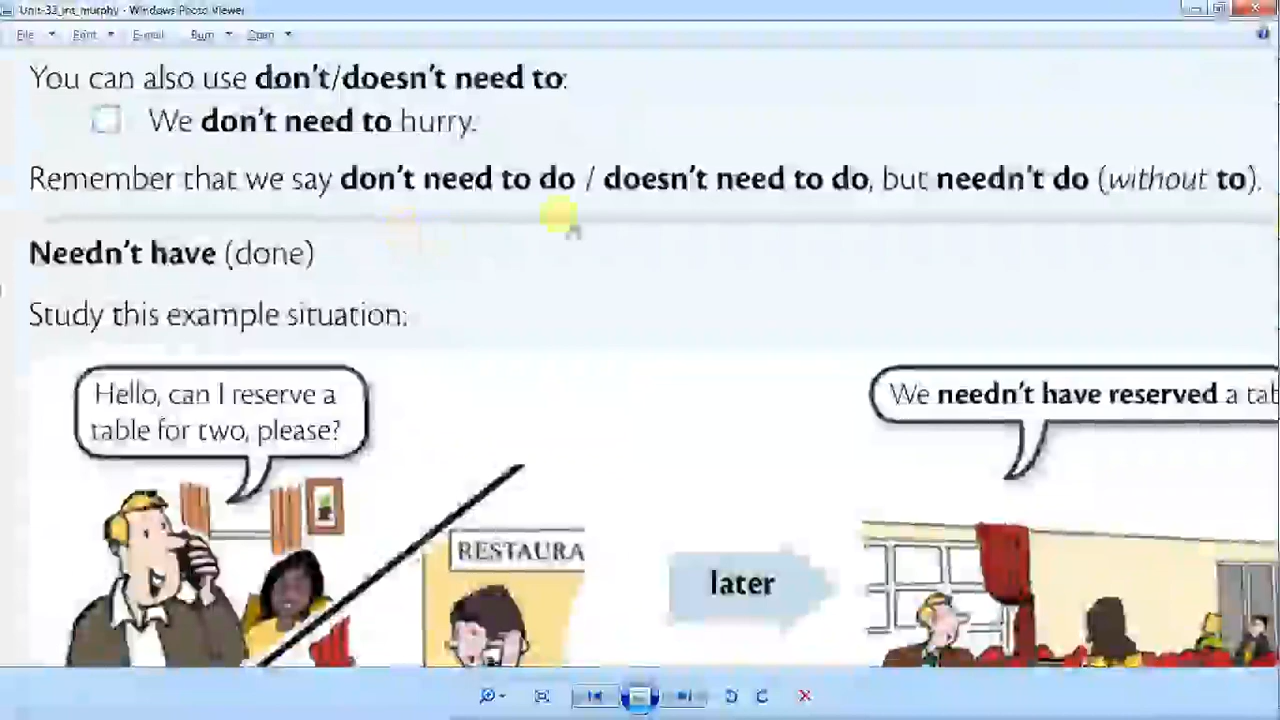 Unit-33_int_murphy - Windows Photo Viewer
File Print E-mail Burn Open
You can also use don't/doesn't need to:
We don't need to hurry.
Remember that we say don't need to do / doesn't need to do, but needn't do (without to).
Needn't have (done)
Study this example situation:
Hello, can I reserve a
table for two, please?
We needn't have reserved a tab
RESTAURA
later